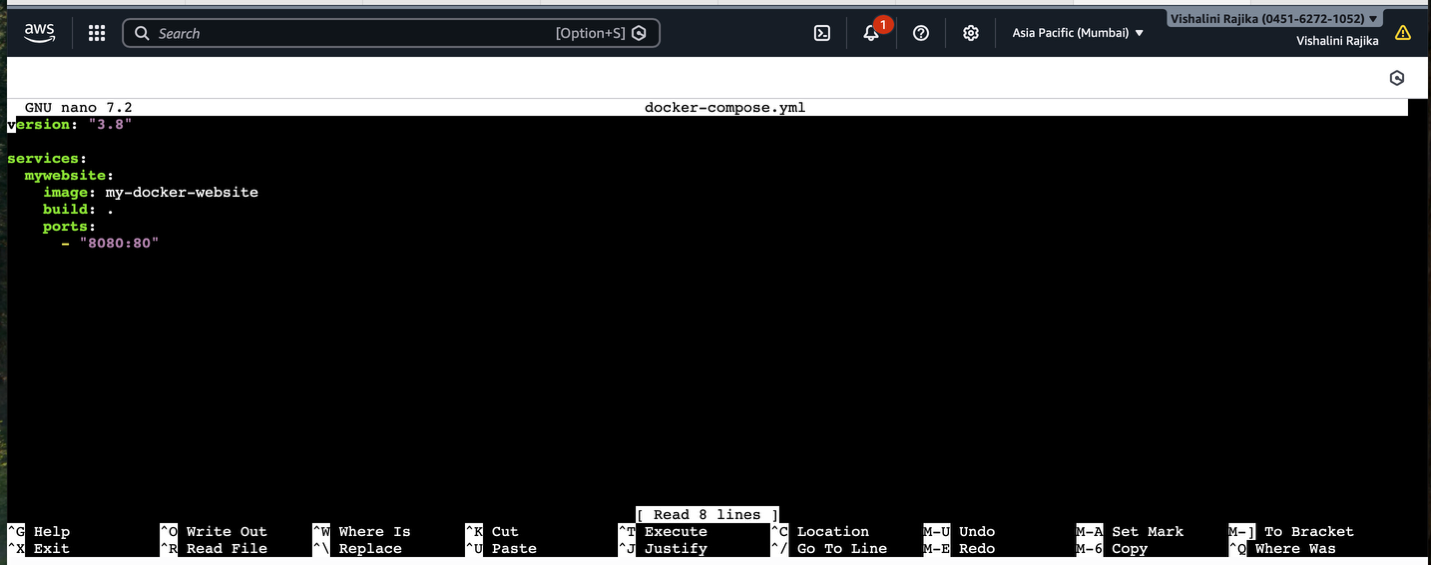 aws
Search
[Option+S]
1
Asia Pacific (Mumbai)
Vishalini Rajika (0451-6272-1052)
Vishalini Rajika
GNU nano 7.2 docker-compose.yml
version: "3.8"
services:
mywebsite:
image: my-docker-website
build: .
ports:
- "8080:80"
[ Read 8 lines ]
^G Help ^O Write Out ^W Where Is ^K Cut ^T Execute ^C Location M-U Undo M-A Set Mark M-] To Bracket
^X Exit ^R Read File ^\ Replace ^U Paste ^J Justify ^/ Go To Line M-E Redo M-6 Copy ^Q Where Was